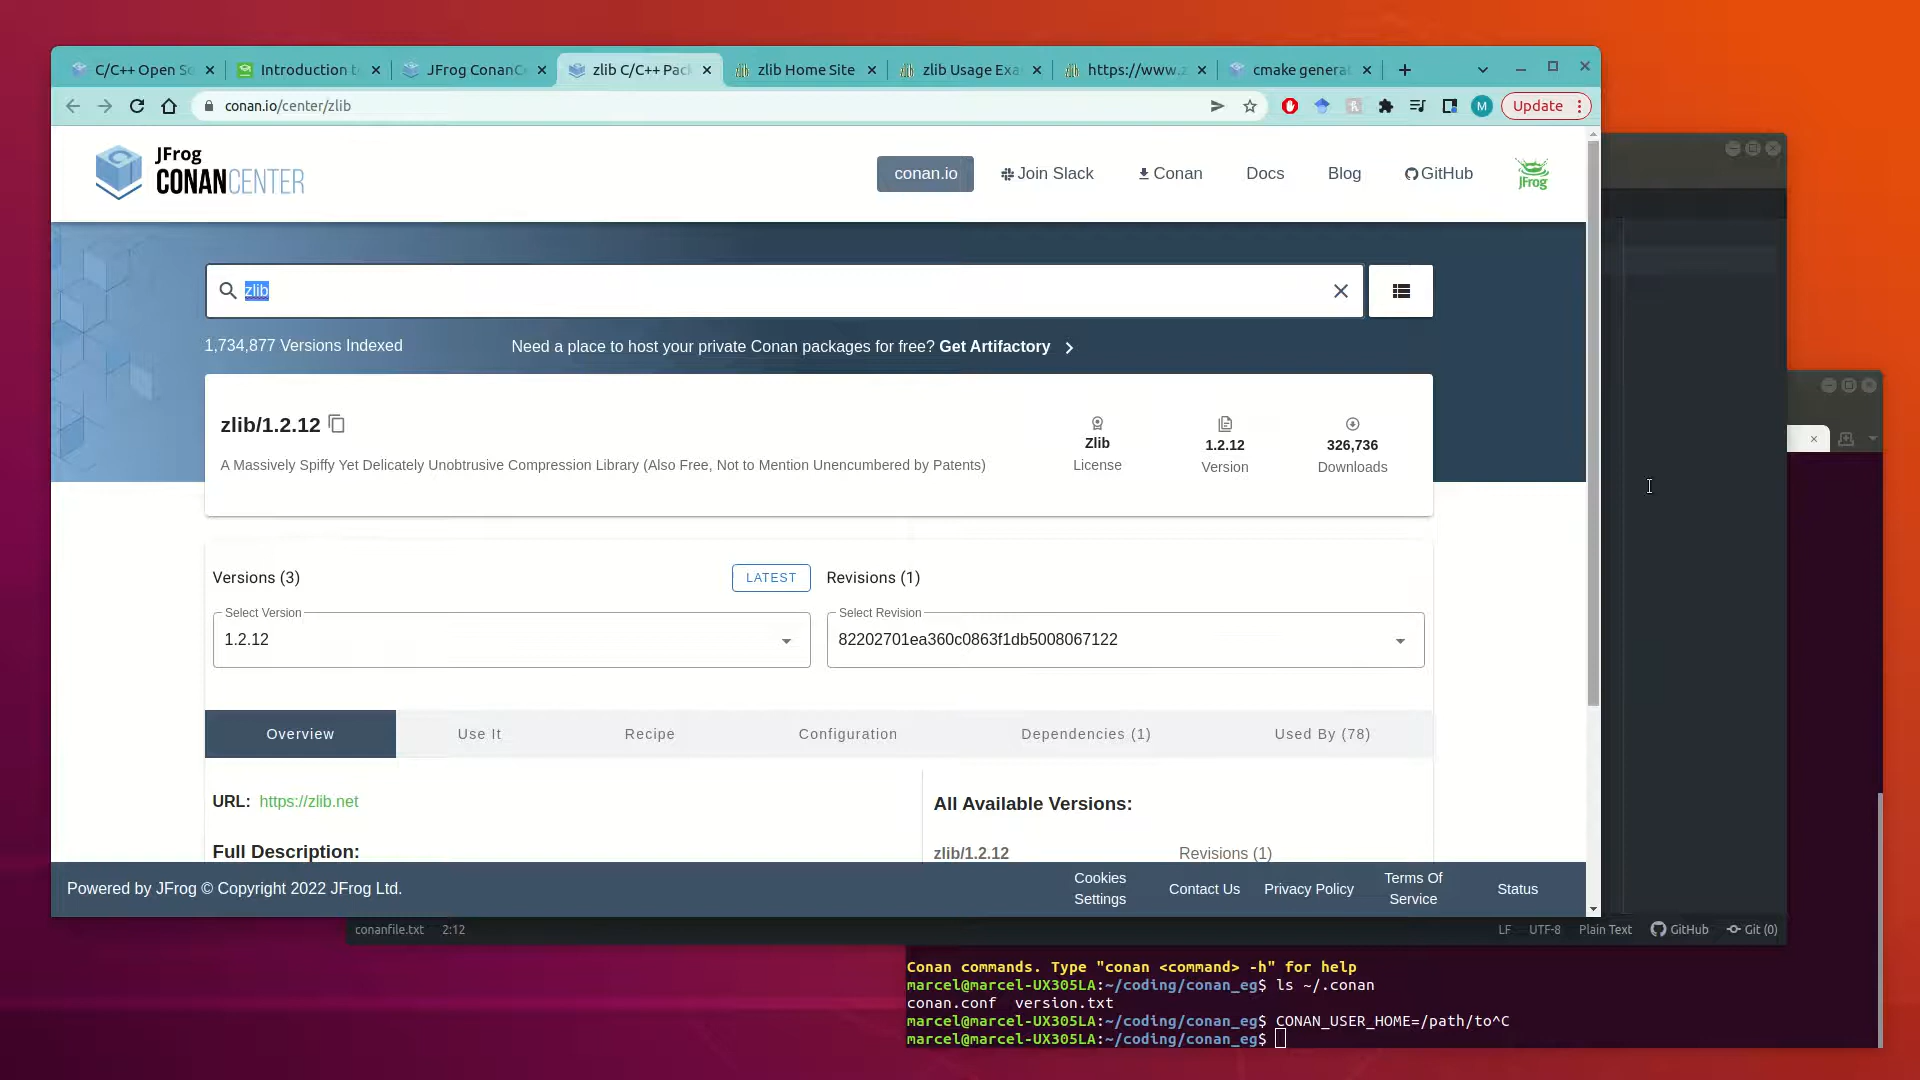 C/C++ Open So
Introduction t
JFrog ConanC
zlib C/C++ Pac
zlib Home Site
zlib Usage Exa
https://www.z
cmake generat
conan.io/center/zlib
M
Update
JFrog
CONANCENTER
conan.io
Join Slack
Conan
Docs
Blog
GitHub
JFrog
zlib
1,734,877 Versions Indexed
Need a place to host your private Conan packages for free? Get Artifactory
zlib/1.2.12
A Massively Spiffy Yet Delicately Unobtrusive Compression Library (Also Free, Not to Mention Unencumbered by Patents)
Zlib
License
1.2.12
Version
326,736
Downloads
Versions (3)
LATEST
Revisions (1)
Select Version
1.2.12
Select Revision
82202701ea360c0863f1db5008067122
Overview
Use It
Recipe
Configuration
Dependencies (1)
Used By (78)
URL: https://zlib.net
All Available Versions:
Full Description:
zlib/1.2.12
Revisions (1)
Powered by JFrog © Copyright 2022 JFrog Ltd.
Cookies Settings
Contact Us
Privacy Policy
Terms Of Service
Status
conanfile.txt 2:12
LF UTF-8 Plain Text GitHub Git (0)
Conan commands. Type "conan <command> -h" for help
marcel@marcel-UX305LA:~/coding/conan_eg$ ls ~/.conan
conan.conf version.txt
marcel@marcel-UX305LA:~/coding/conan_eg$ CONAN_USER_HOME=/path/to^C
marcel@marcel-UX305LA:~/coding/conan_eg$